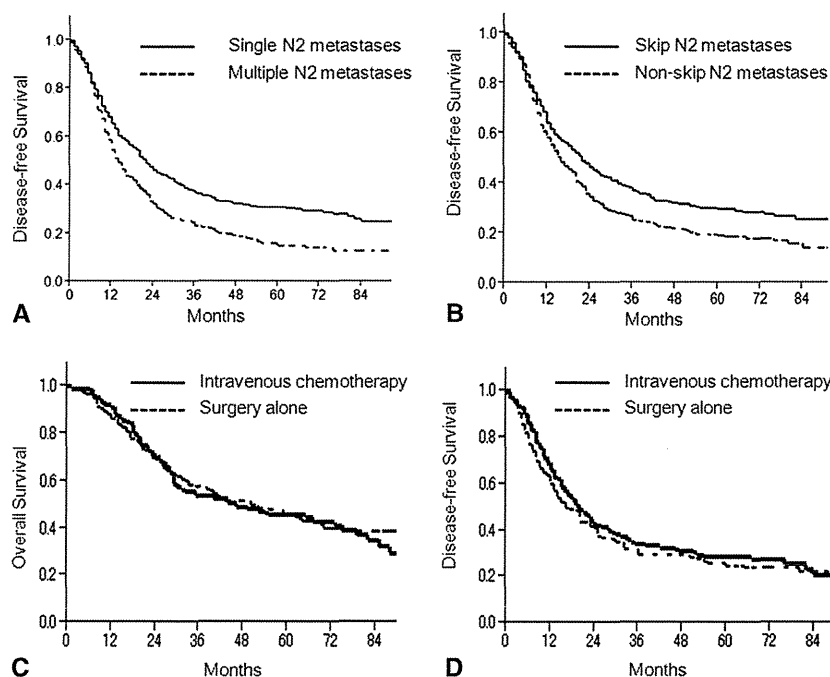 Single N2 metastases
Multiple N2 metastases
Disease-free Survival
1.0
0.8
0.6
0.4
0.2
0.0
0 12 24 36 48 60 72 84
Months
A
Skip N2 metastases
Non-skip N2 metastases
Disease-free Survival
1.0
0.8
0.6
0.4
0.2
0.0
0 12 24 36 48 60 72 84
Months
B
Intravenous chemotherapy
Surgery alone
Overall Survival
1.0
0.8
0.6
0.4
0.2
0.0
0 12 24 36 48 60 72 84
Months
C
Intravenous chemotherapy
Surgery alone
Disease-free Survival
1.0
0.8
0.6
0.4
0.2
0.0
0 12 24 36 48 60 72 84
Months
D